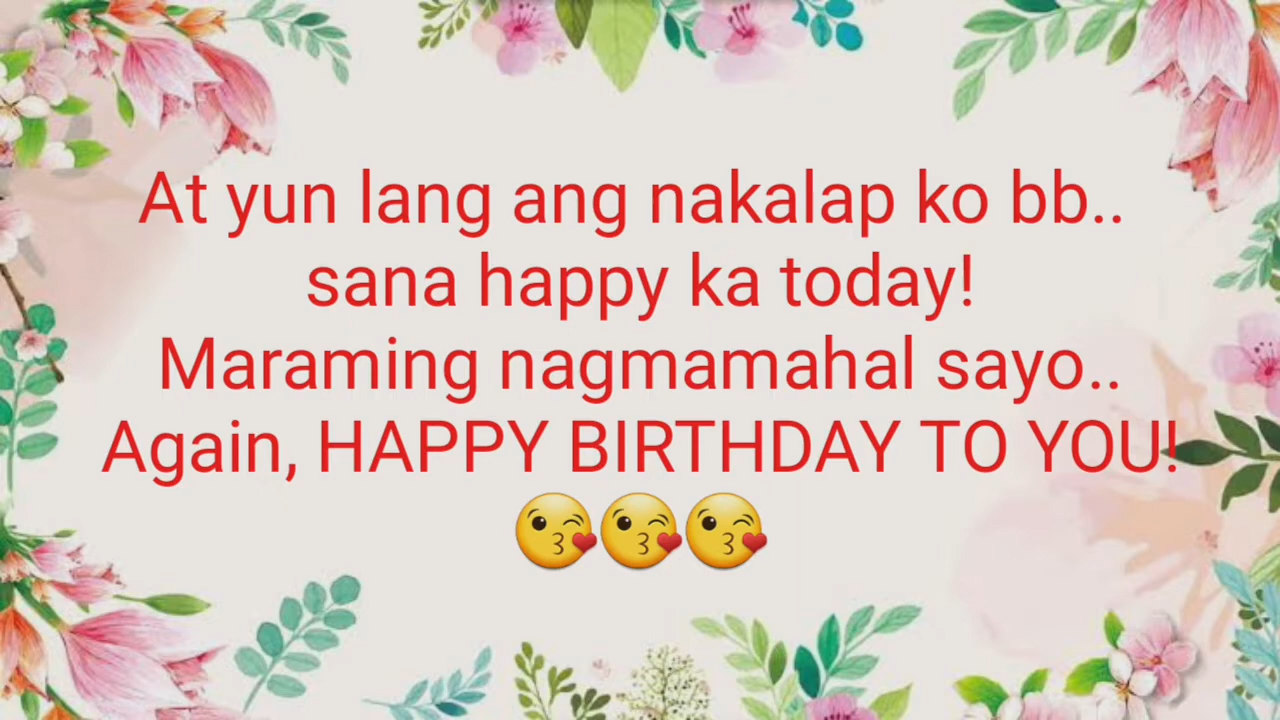 At yun lang ang nakalap ko bb..
sana happy ka today!
Maraming nagmamahal sayo..
Again, HAPPY BIRTHDAY TO YOU!
😘😘😘